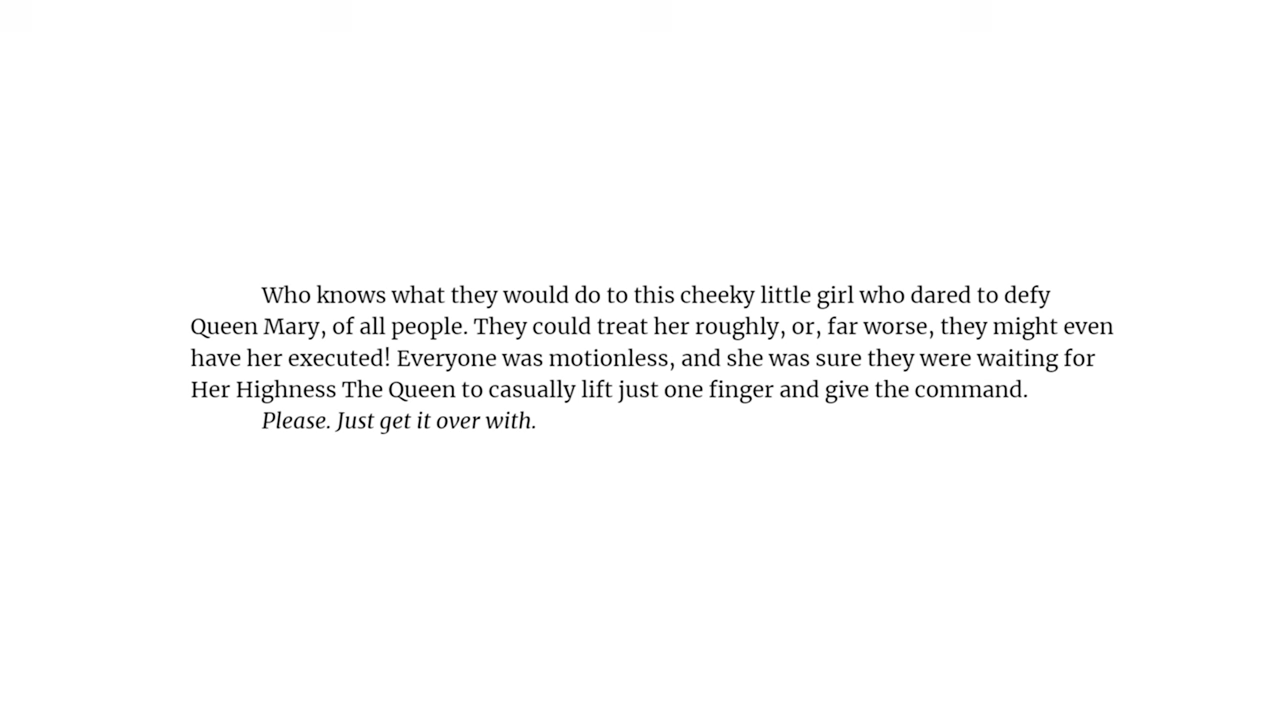 Who knows what they would do to this cheeky little girl who dared to defy
Queen Mary, of all people. They could treat her roughly, or, far worse, they might even
have her executed! Everyone was motionless, and she was sure they were waiting for
Her Highness The Queen to casually lift just one finger and give the command.
Please. Just get it over with.